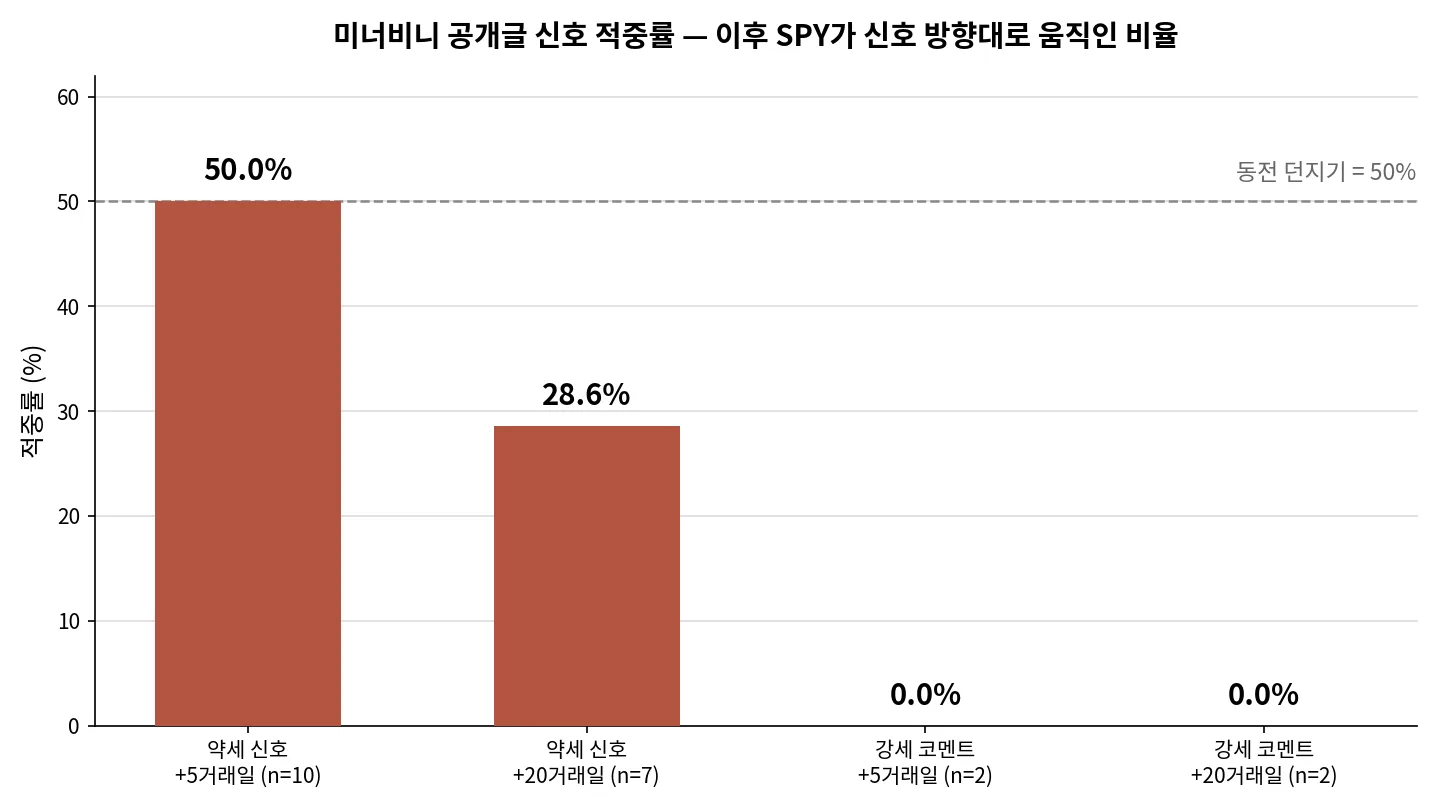 미너비니 공개글 신호 적중률 — 이후 SPY가 신호 방향대로 움직인 비율
적중률 (%)
60
50
40
30
20
10
0
동전 던지기 = 50%
50.0%
28.6%
0.0%
0.0%
약세 신호
+5거래일 (n=10)
약세 신호
+20거래일 (n=7)
강세 코멘트
+5거래일 (n=2)
강세 코멘트
+20거래일 (n=2)